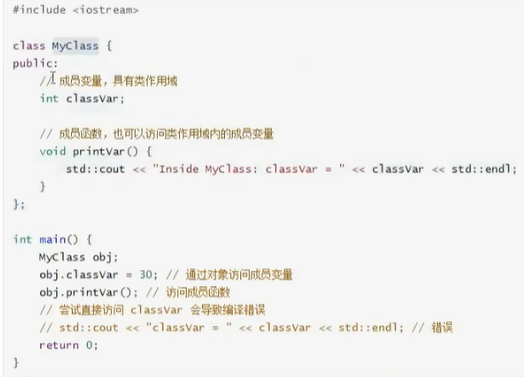 #include <iostream>
class MyClass {
public:
// 成员变量，具有类作用域
int classVar;
// 成员函数，也可以访问类作用域内的成员变量
void printVar() {
std::cout << "Inside MyClass: classVar = " << classVar << std::endl;
}
};
int main() {
MyClass obj;
obj.classVar = 30; // 通过对象访问成员变量
obj.printVar(); // 访问成员函数
// 尝试直接访问 classVar 会导致编译错误
// std::cout << "classVar = " << classVar << std::endl; // 错误
return 0;
}